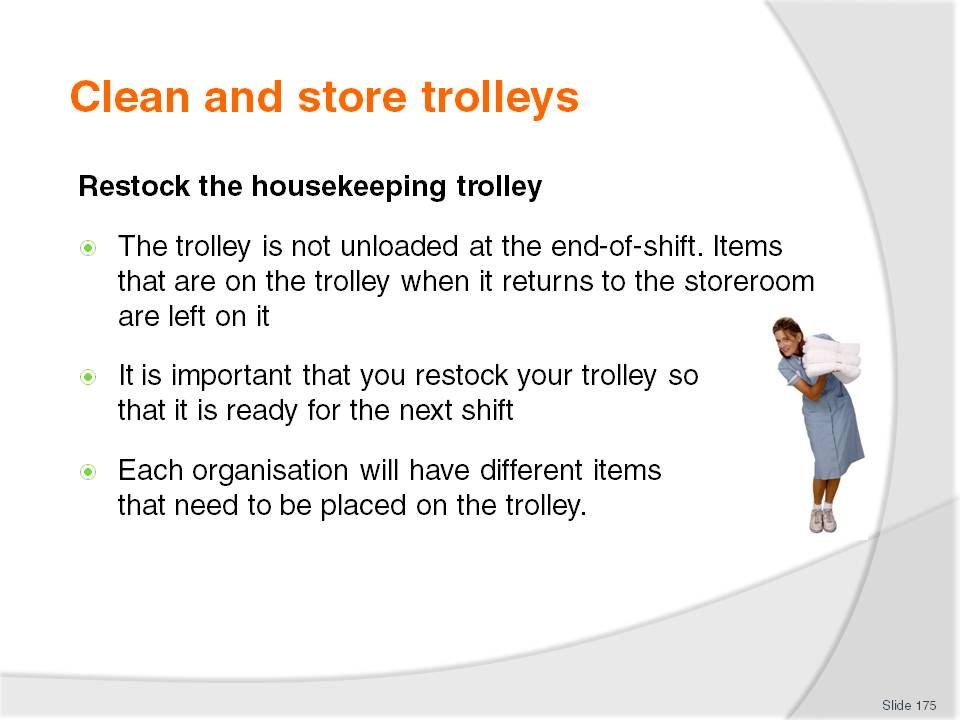 Clean and store trolleys
Restock the housekeeping trolley
The trolley is not unloaded at the end-of-shift. Items
that are on the trolley when it returns to the storeroom
are left on it
It is important that you restock your trolley so
that it is ready for the next shift
Each organisation will have different items
that need to be placed on the trolley.
Slide 175